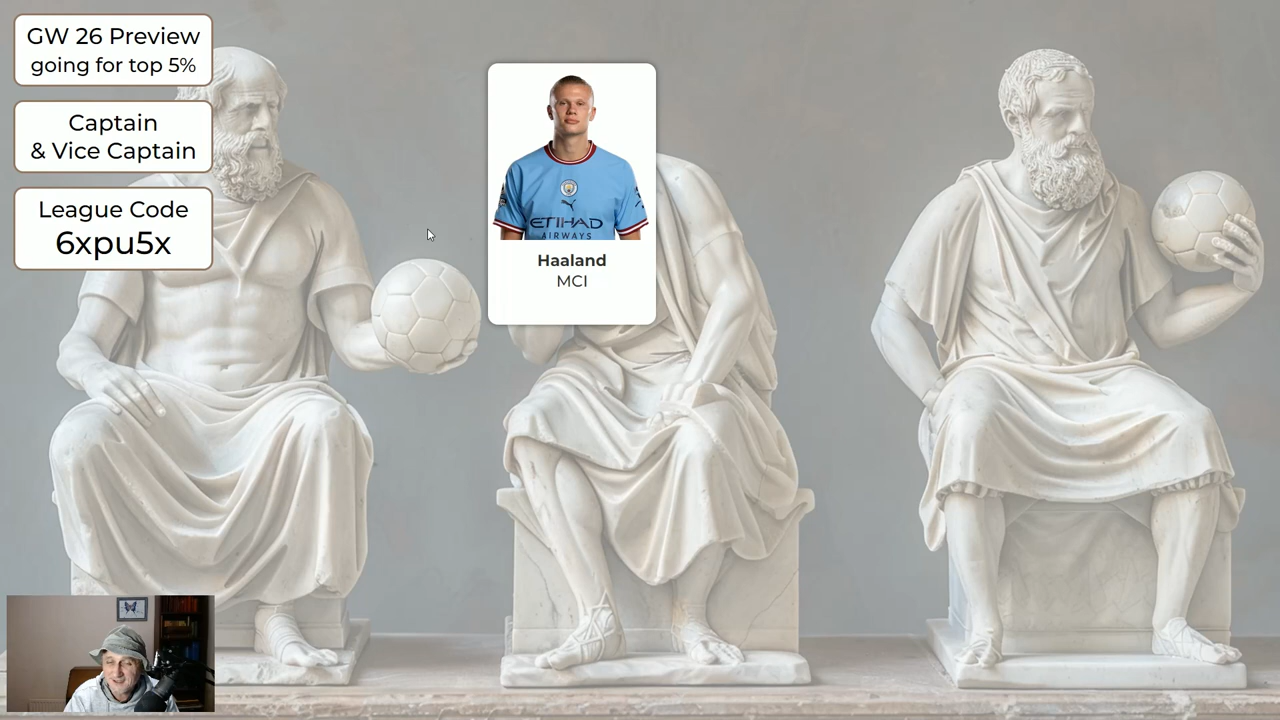 GW 26 Preview
going for top 5%
Captain
& Vice Captain
League Code
6xpu5x
ETIHAD
AIRWAYS
Haaland
MCI